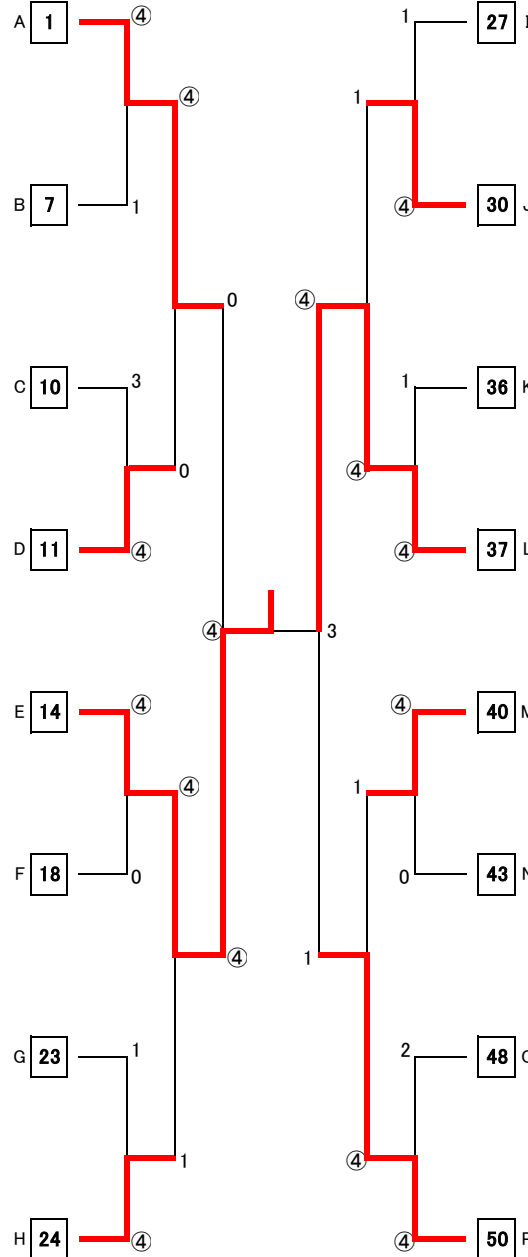 ④ 1
A 1 27 I
④ 1
B 7 1 ④ 30 J
0 ④
C 10 3 1 36 K
0 ④
D 11 ④ ④ 37 L
④ 3
E 14 ④ ④ 40 M
④ 1
F 18 0 0 43 N
④ 1
G 23 1 2 48
1 ④
H 24 ④ ④ 50 P